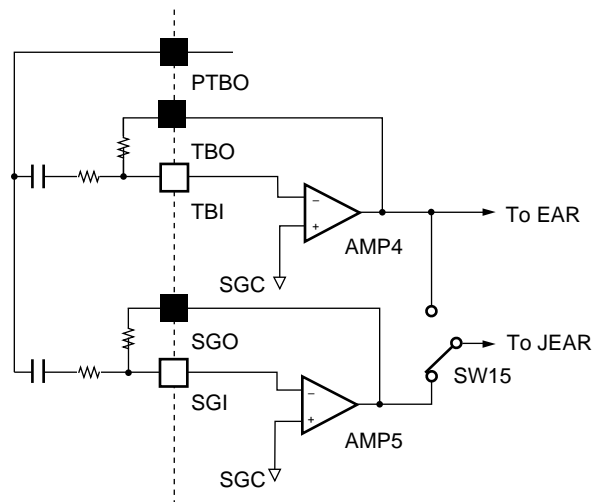 PTBO
TBO
TBI
−
+
To EAR
AMP4
SGC
SGO
To JEAR
SW15
SGI
−
+
AMP5
SGC